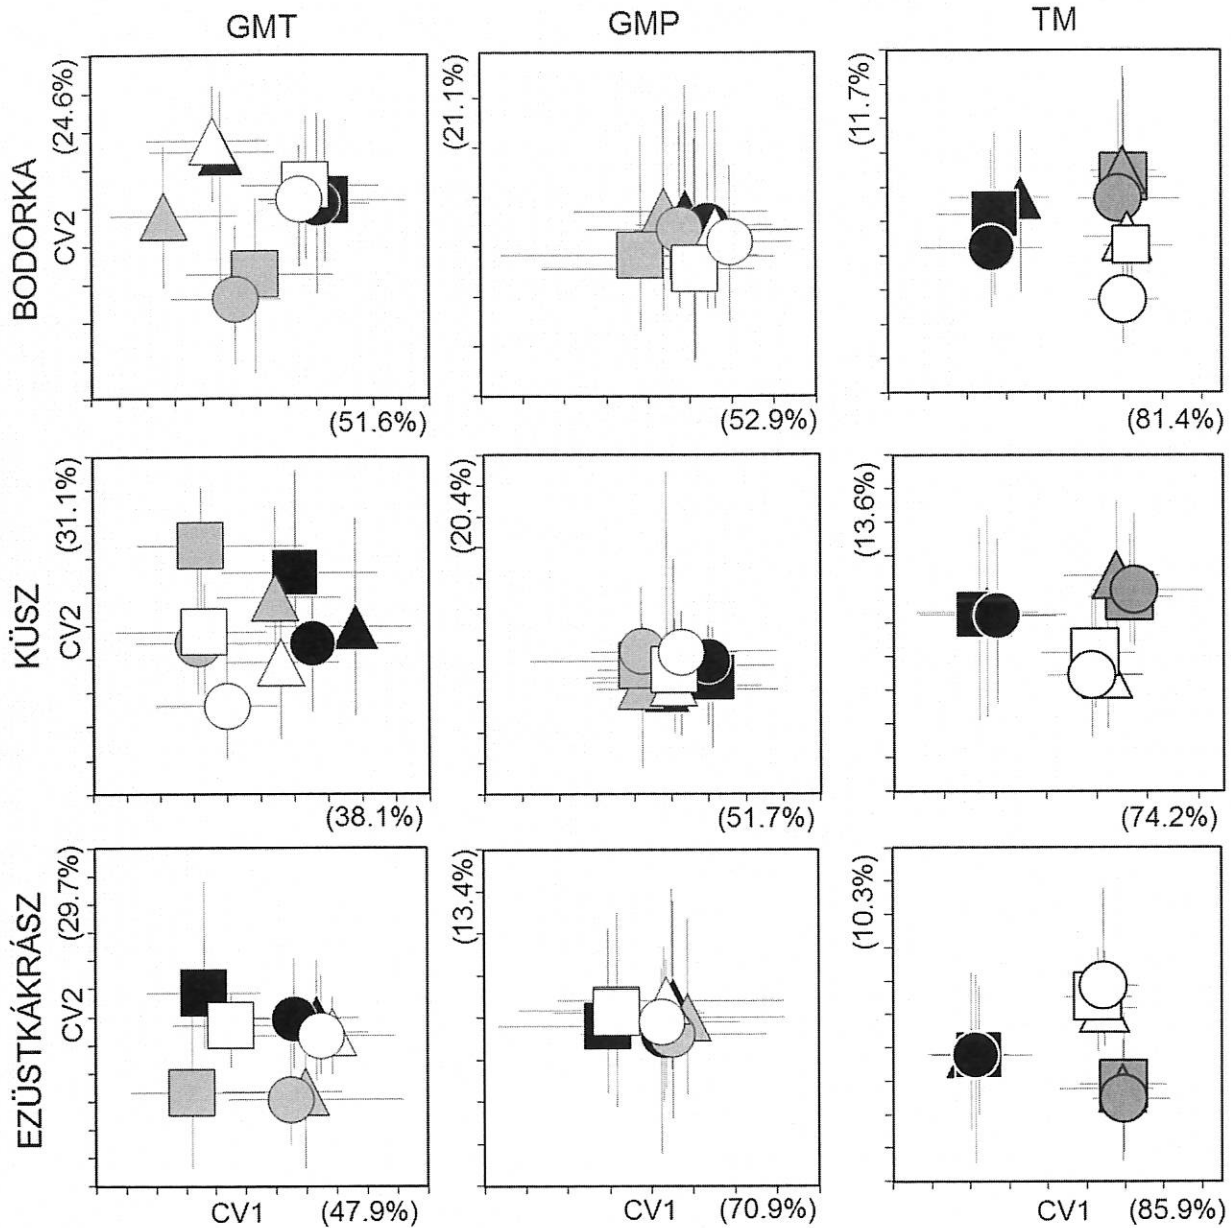 GMT GMP TM
BODORKA
CV2 (24.6%)
(21.1%)
(11.7%)
(51.6%) (52.9%) (81.4%)
KÜSZ
CV2 (31.1%)
(20.4%)
(13.6%)
(38.1%) (51.7%) (74.2%)
EZÜSTKÁKRÁSZ
CV2 (29.7%)
(13.4%)
(10.3%)
CV1 (47.9%) CV1 (70.9%) CV1 (85.9%)